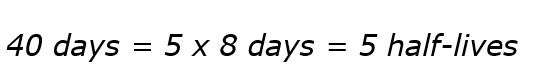 40 days = 5 x 8 days = 5 half-lives